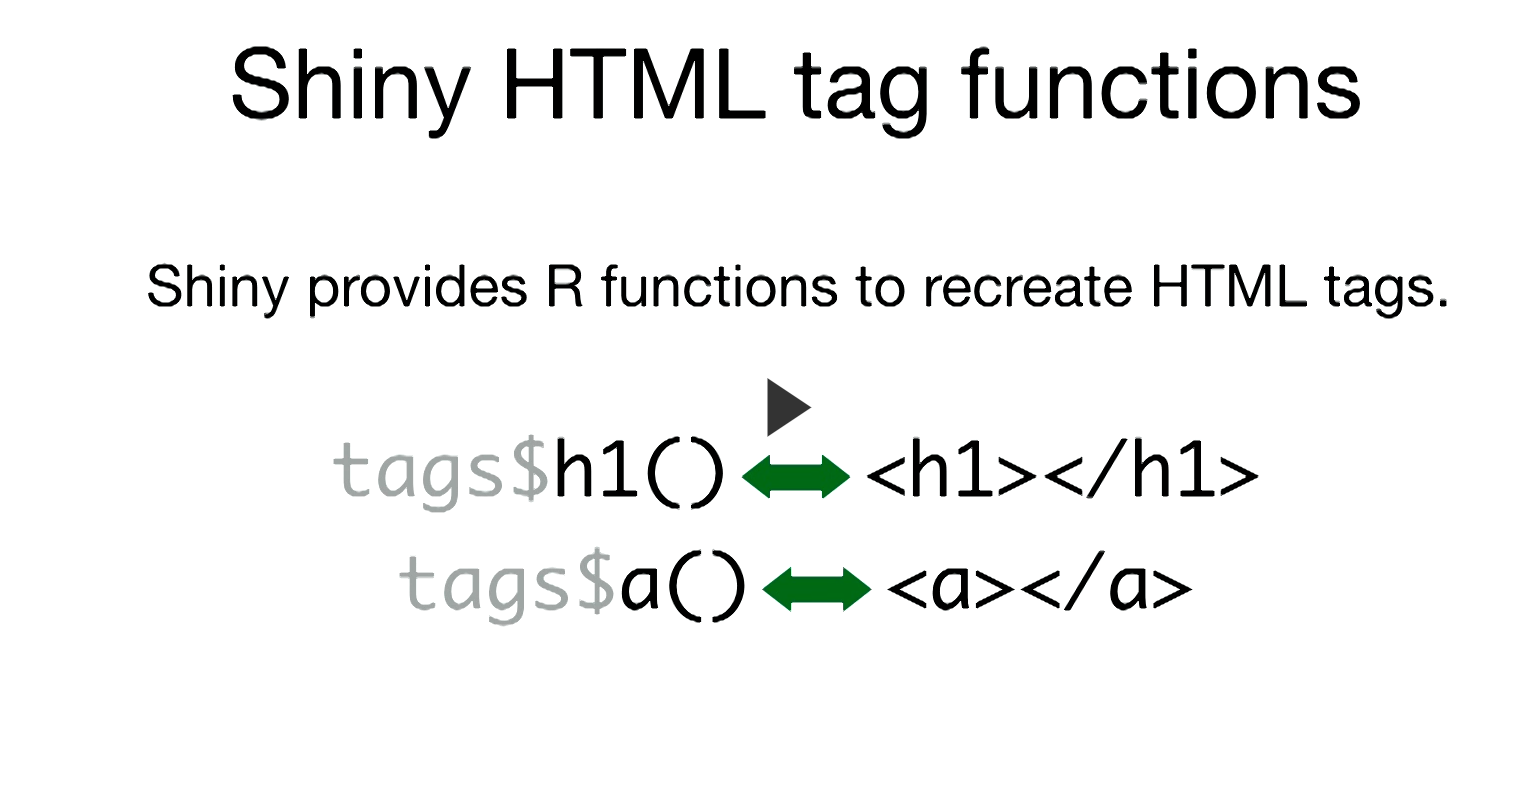 Shiny HTML tag functions
Shiny provides R functions to recreate HTML tags.
tags$h1() <h1></h1>
tags$a() <a></a>